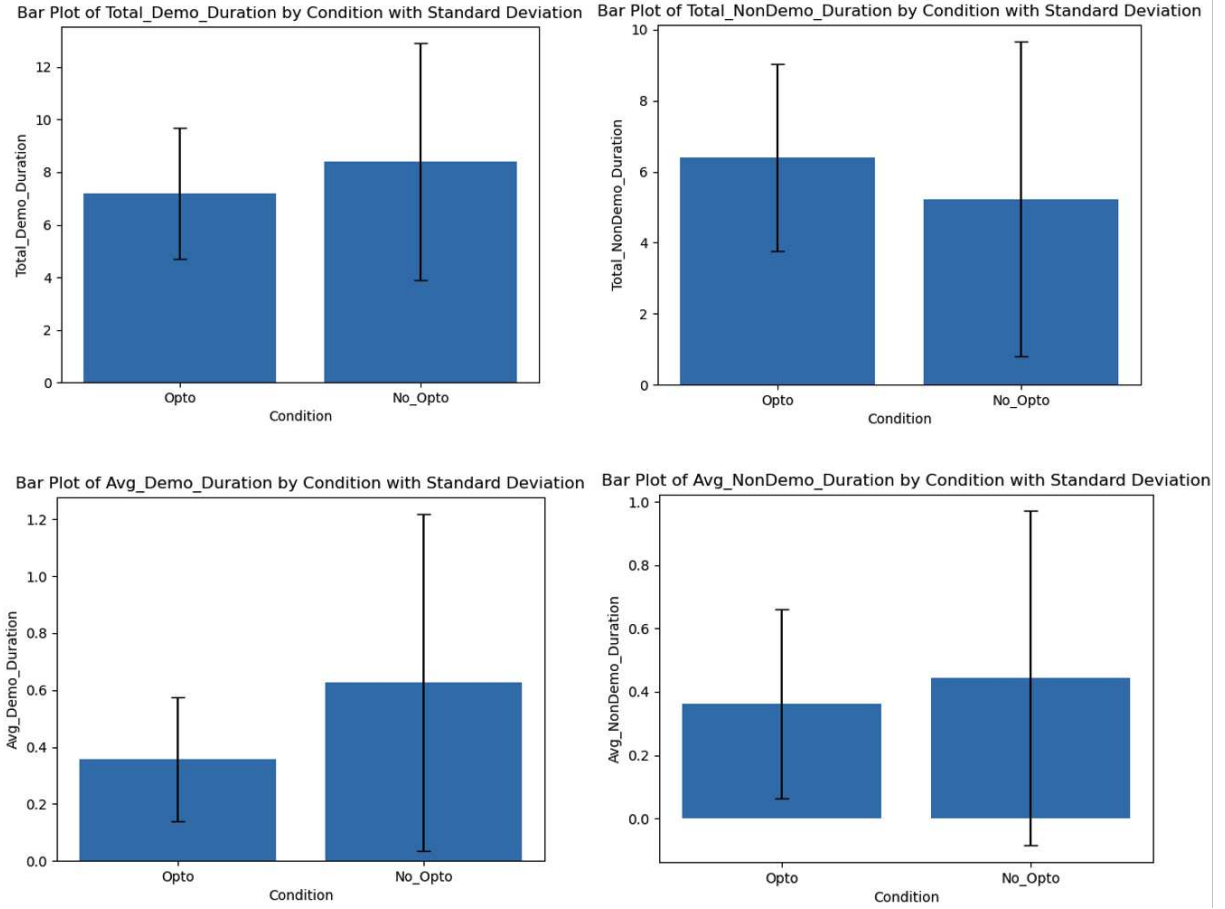 Bar Plot of Total_Demo_Duration by Condition with Standard Deviation
Total_Demo_Duration
12
10
8
6
4
2
0
Opto
No_Opto
Condition
Bar Plot of Total_NonDemo_Duration by Condition with Standard Deviation
Total_NonDemo_Duration
10
8
6
4
2
0
Opto
No_Opto
Condition
Bar Plot of Avg_Demo_Duration by Condition with Standard Deviation
Avg_Demo_Duration
1.2
1.0
0.8
0.6
0.4
0.2
0.0
Opto
No_Opto
Condition
Bar Plot of Avg_NonDemo_Duration by Condition with Standard Deviation
Avg_NonDemo_Duration
1.0
0.8
0.6
0.4
0.2
0.0
Opto
No_Opto
Condition